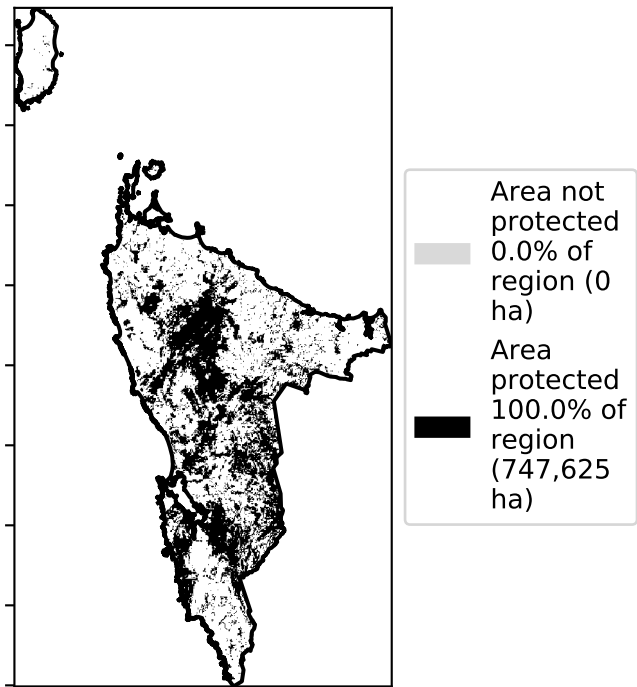 Area not
protected
0.0% of
region (0
ha)
Area
protected
100.0% of
region
(747,625
ha)